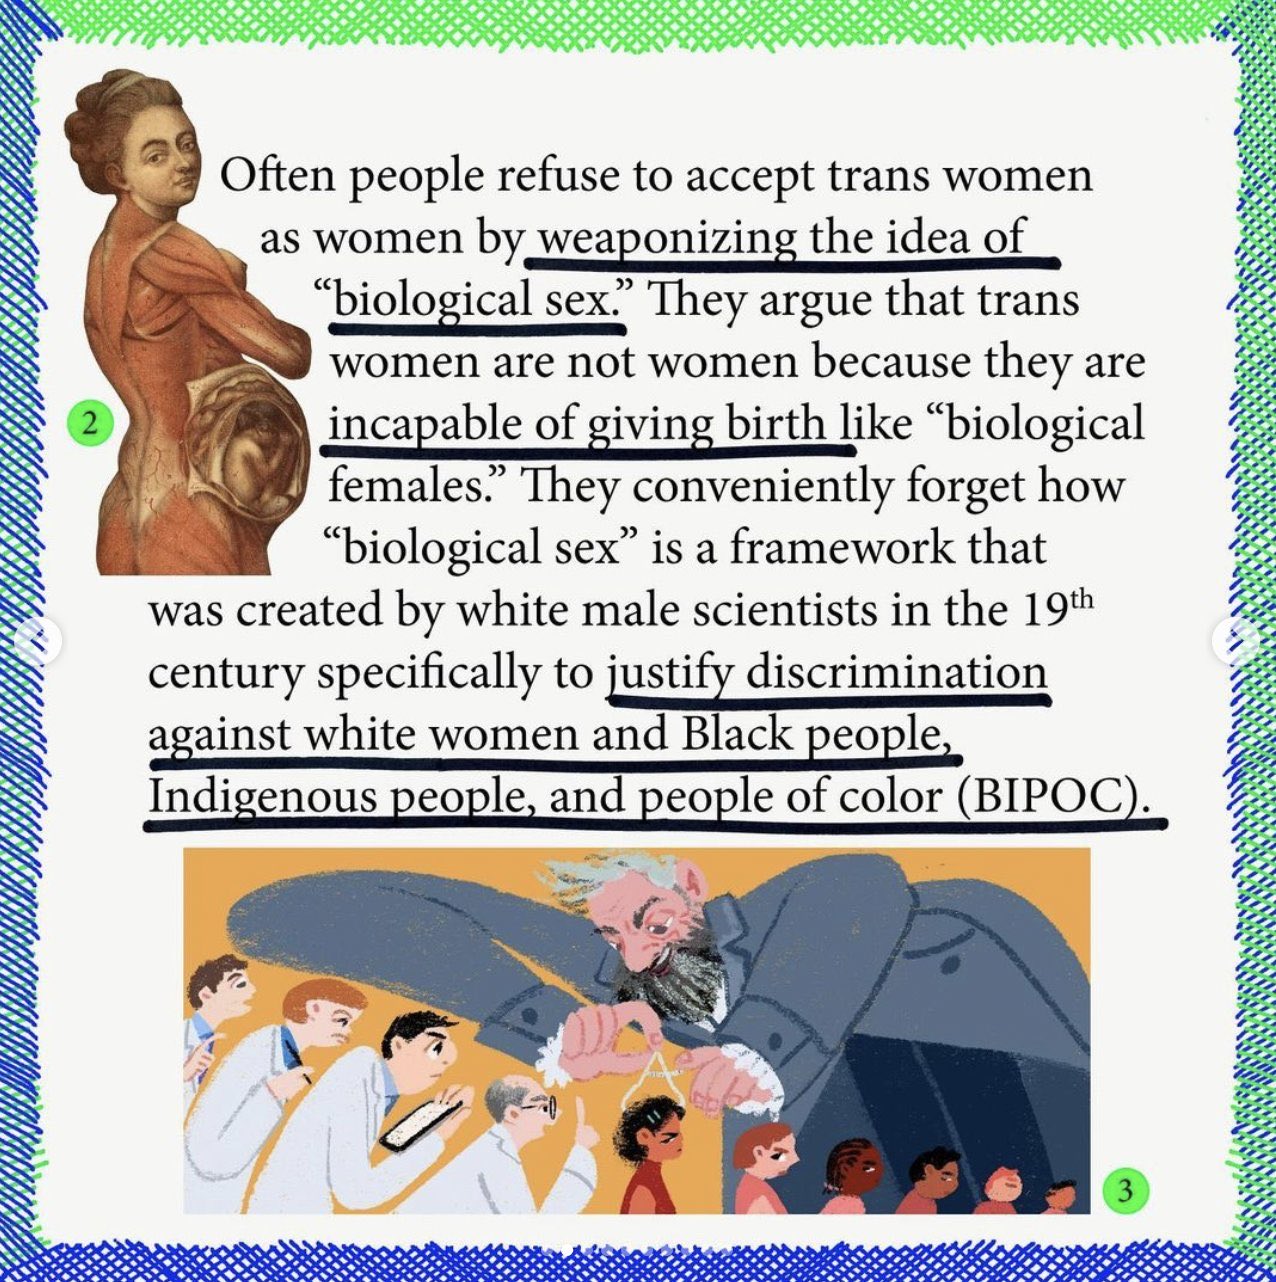 Often people refuse to accept trans women
as women by weaponizing the idea of
“biological sex.” They argue that trans
women are not women because they are
incapable of giving birth like “biological
females.” They conveniently forget how
“biological sex” is a framework that
was created by white male scientists in the 19th
century specifically to justify discrimination
against white women and Black people,
Indigenous people, and people of color (BIPOC).
2
3